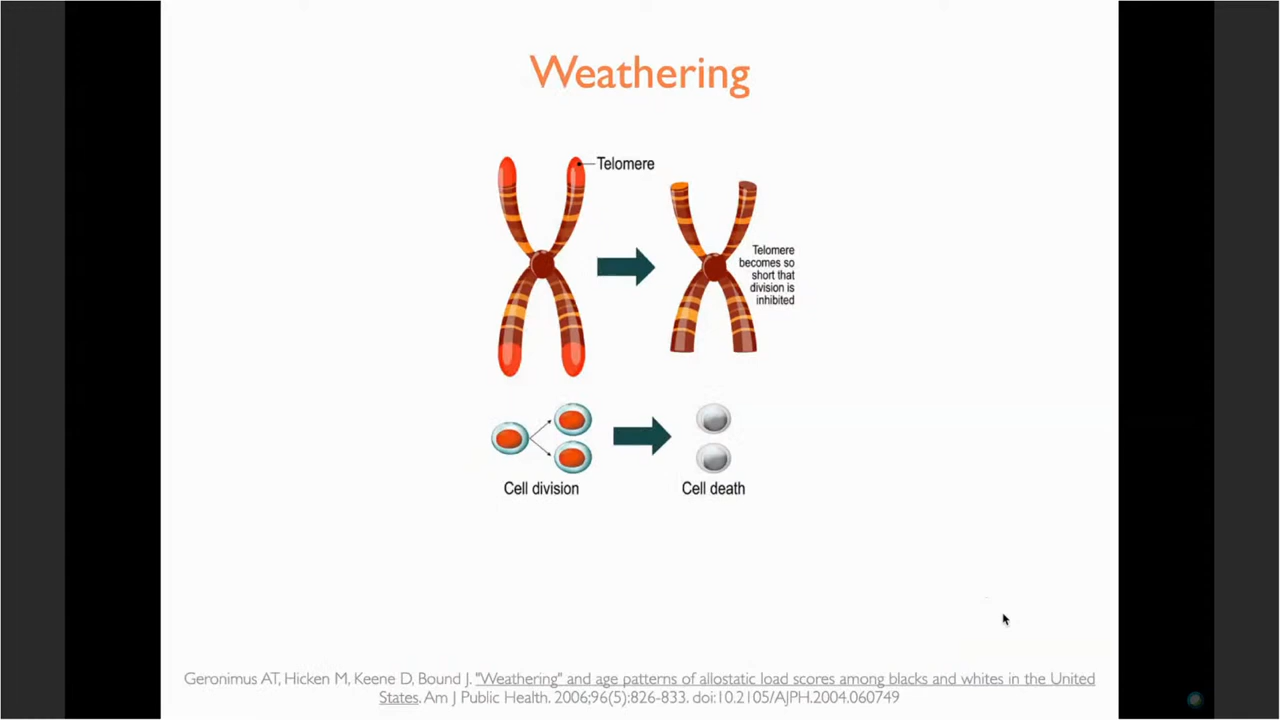 Weathering
Telomere
Telomere
becomes so
short that
division is
inhibited
Cell division
Cell death
Geronimus AT, Hicken M, Keene D, Bound J. "Weathering" and age patterns of allostatic load scores among blacks and whites in the United
States. Am J Public Health. 2006;96(5):826-833. doi:10.2105/AJPH.2004.060749